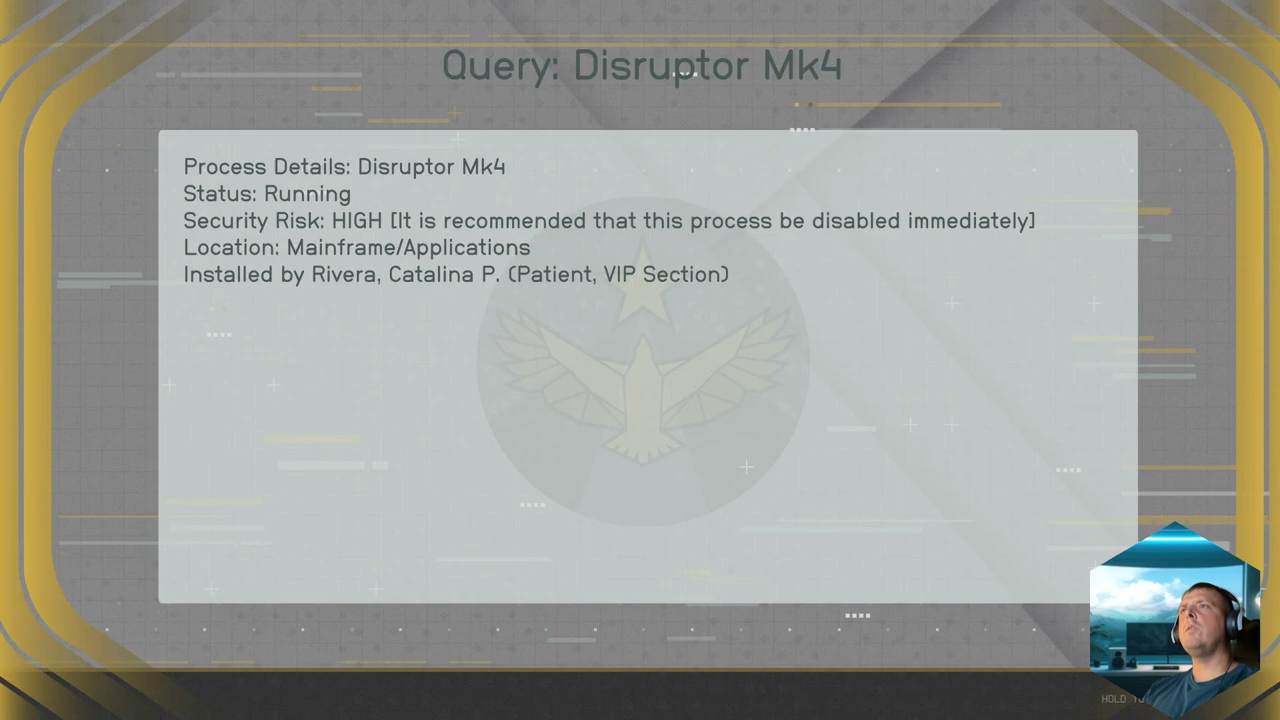 Query: Disruptor Mk4
Process Details: Disruptor Mk4
Status: Running
Security Risk: HIGH [It is recommended that this process be disabled immediately]
Location: Mainframe/Applications
Installed by Rivera, Catalina P. (Patient, VIP Section)
HOLD